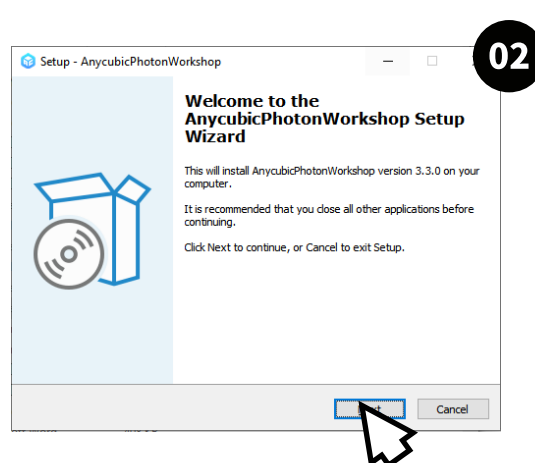 02
Setup - AnycubicPhotonWorkshop
Welcome to the
AnycubicPhotonWorkshop Setup
Wizard
This will install AnycubicPhotonWorkshop version 3.3.0 on your
computer.
It is recommended that you close all other applications before
continuing.
Click Next to continue, or Cancel to exit Setup.
Cancel